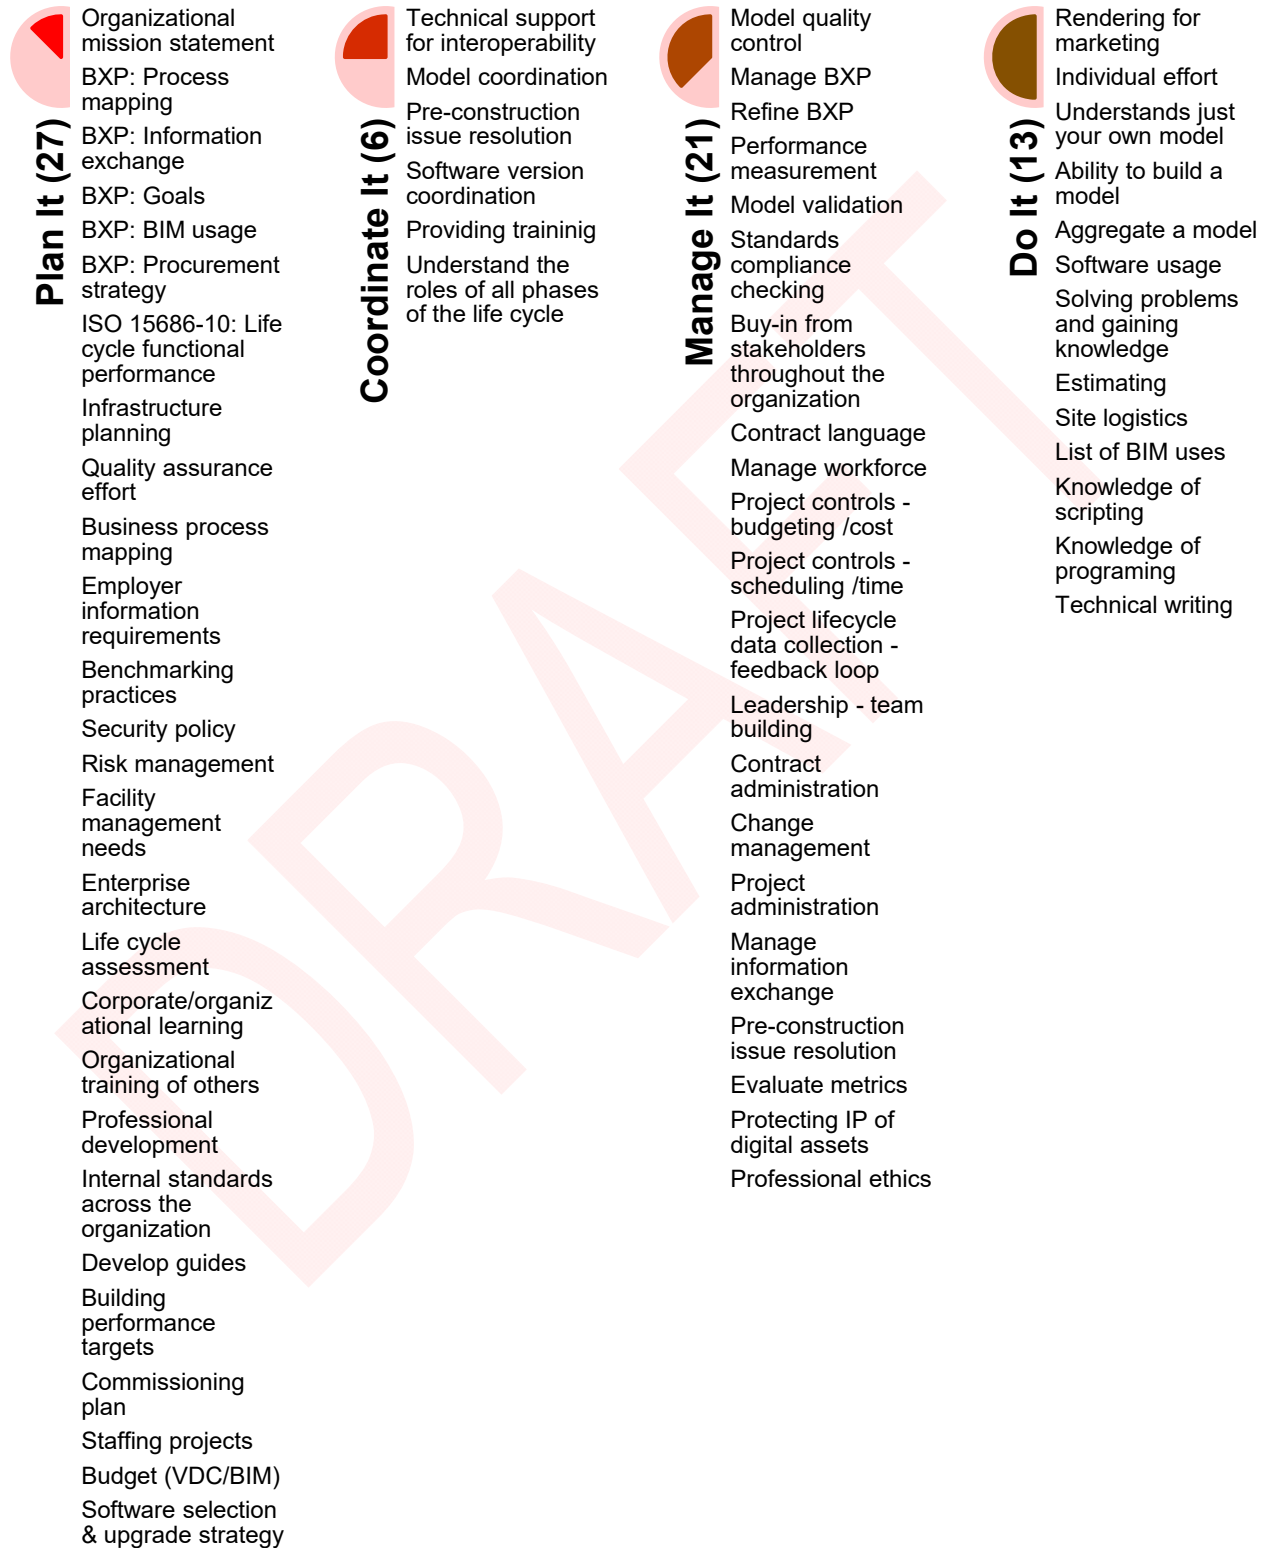 Plan It (27)
Organizational
mission statement
BXP: Process
mapping
BXP: Information
exchange
BXP: Goals
BXP: BIM usage
BXP: Procurement
strategy
ISO 15686-10: Life
cycle functional
performance
Infrastructure
planning
Quality assurance
effort
Business process
mapping
Employer
information
requirements
Benchmarking
practices
Security policy
Risk management
Facility
management
needs
Enterprise
architecture
Life cycle
assessment
Corporate/organiz
ational learning
Organizational
training of others
Professional
development
Internal standards
across the
organization
Develop guides
Building
performance
targets
Commissioning
plan
Staffing projects
Budget (VDC/BIM)
Software selection
& upgrade strategy
Coordinate It (6)
Technical support
for interoperability
Model coordination
Pre-construction
issue resolution
Software version
coordination
Providing traininig
Understand the
roles of all phases
of the life cycle
Manage It (21)
Model quality
control
Manage BXP
Refine BXP
Performance
measurement
Model validation
Standards
compliance
checking
Buy-in from
stakeholders
throughout the
organization
Contract language
Manage workforce
Project controls -
budgeting /cost
Project controls -
scheduling /time
Project lifecycle
data collection -
feedback loop
Leadership - team
building
Contract
administration
Change
management
Project
administration
Manage
information
exchange
Pre-construction
issue resolution
Evaluate metrics
Protecting IP of
digital assets
Professional ethics
Do It (13)
Rendering for
marketing
Individual effort
Understands just
your own model
Ability to build a
model
Aggregate a model
Software usage
Solving problems
and gaining
knowledge
Estimating
Site logistics
List of BIM uses
Knowledge of
scripting
Knowledge of
programing
Technical writing
DRAFT